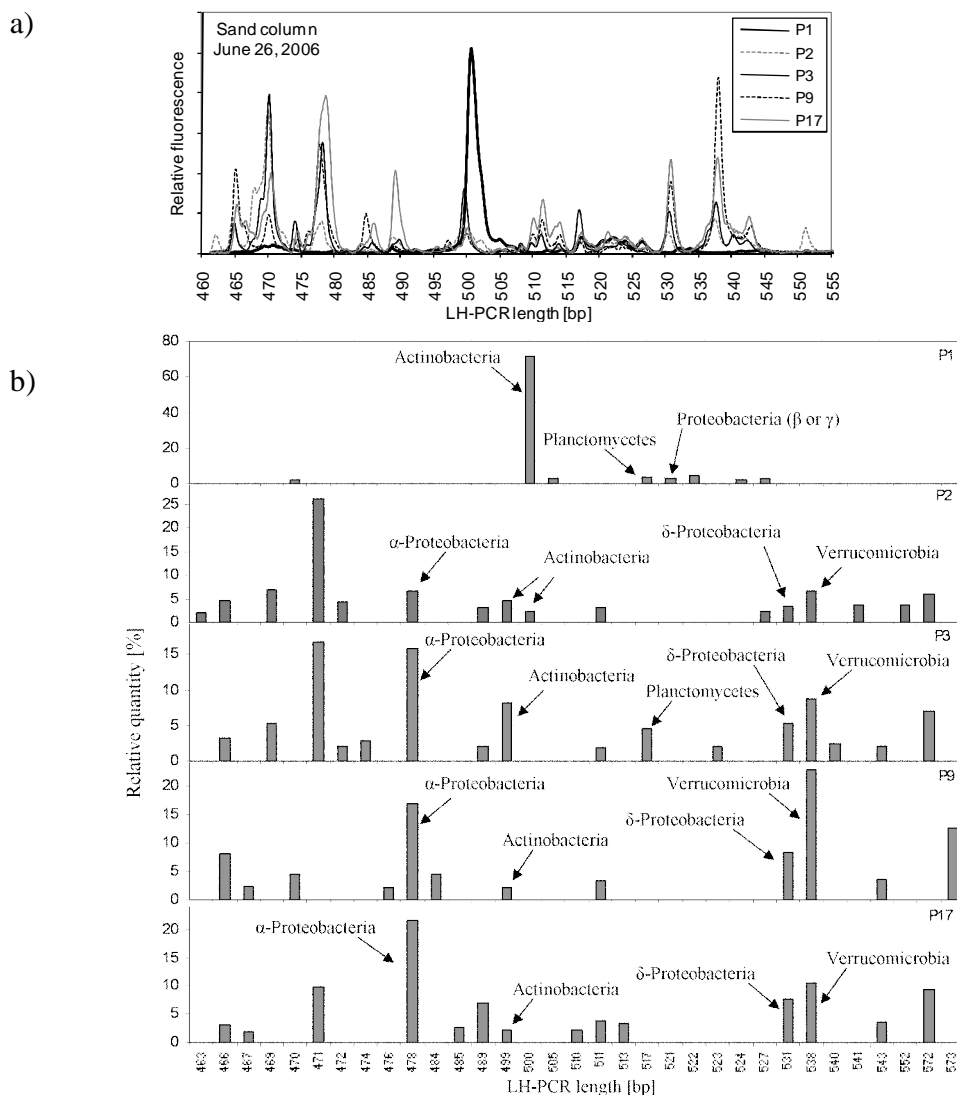 a)
Sand column
June 26, 2006
P1
P2
P3
P9
P17
Relative fluorescence
460 465 470 475 480 485 490 495 500 505 510 515 520 525 530 535 540 545 550 555
LH-PCR length [bp]
b)
80
60
40
20
0
P1
Actinobacteria
Planctomycetes
Proteobacteria (β or γ)
25
20
15
10
5
0
P2
α-Proteobacteria
Actinobacteria
δ-Proteobacteria
Verrucomicrobia
15
10
5
0
P3
α-Proteobacteria
Actinobacteria
Planctomycetes
δ-Proteobacteria
Verrucomicrobia
20
15
10
5
0
P9
α-Proteobacteria
Actinobacteria
Verrucomicrobia
δ-Proteobacteria
20
15
10
5
0
P17
α-Proteobacteria
Actinobacteria
δ-Proteobacteria
Verrucomicrobia
Relative quantity [%]
463 466 467 469 470 471 472 474 476 478 484 485 489 499 500 505 510 511 513 517 521 522 523 524 527 531 538 540 541 543 552 572 573
LH-PCR length [bp]